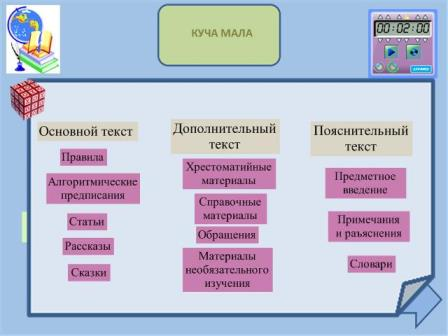 КУЧА МАЛА
00:02:00
Основной текст
Правила
Алгоритмические
предписания
Статьи
Рассказы
Сказки
Дополнительный
текст
Хрестоматийные
материалы
Справочные
материалы
Обращения
Материалы
необязательного
изучения
Пояснительный
текст
Предметное
введение
Примечания
и разъяснения
Словари